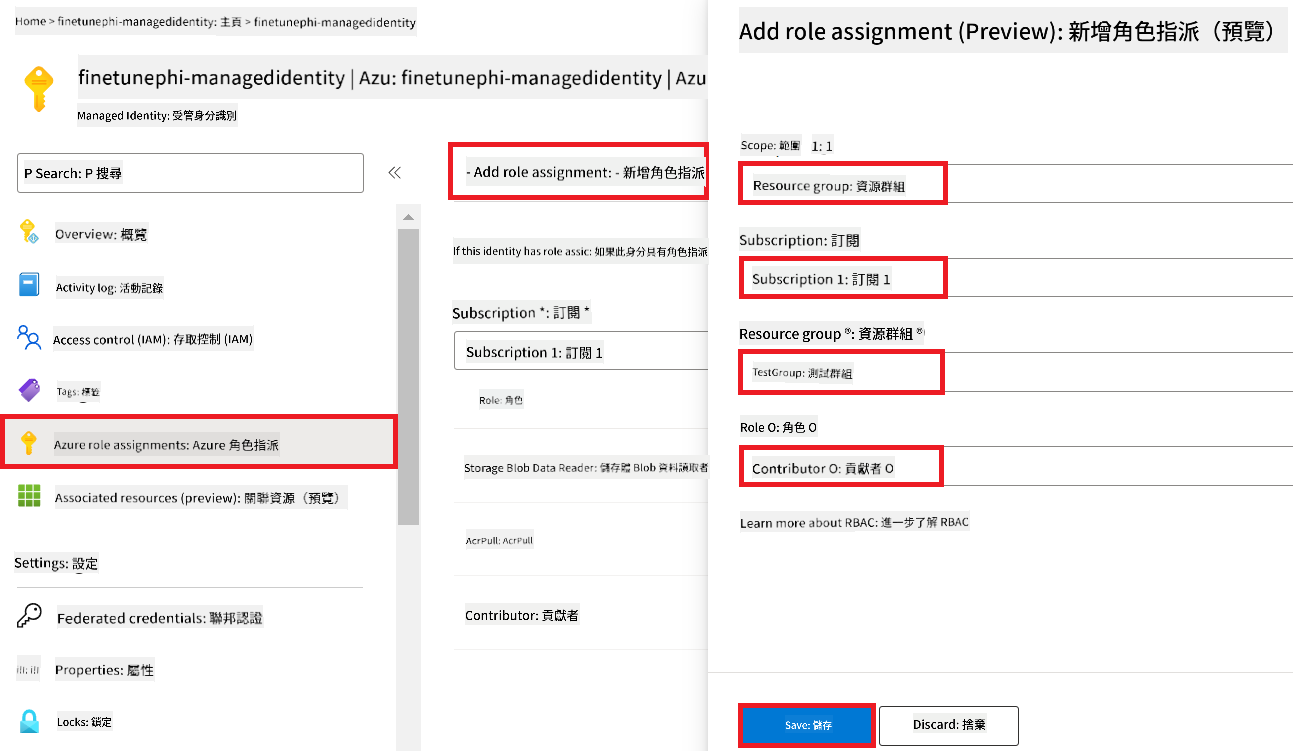 Home > finetunephi-managedidentity: 主頁 > finetunephi-managedidentity
finetunephi-managedidentity | Azu: finetunephi-managedidentity | Azu
Managed Identity: 受管身分識別
P Search: P 搜尋
Overview: 概覽
Activity log: 活動記錄
Access control (IAM): 存取控制 (IAM)
Tags: 標籤
Azure role assignments: Azure 角色指派
Associated resources (preview): 關聯資源（預覽）
Settings: 設定
Federated credentials: 聯邦認證
Properties: 屬性
Locks: 鎖定
- Add role assignment: - 新增角色指派
If this identity has role assic: 如果此身分具有角色指派
Subscription *: 訂閱 *
Subscription 1: 訂閱 1
Role: 角色
Storage Blob Data Reader: 儲存體 Blob 資料讀取者
AcrPull: AcrPull
Contributor: 貢獻者
Add role assignment (Preview): 新增角色指派（預覽）
Scope: 範圍 1: 1
Resource group: 資源群組
Subscription: 訂閱
Subscription 1: 訂閱 1
Resource group ®: 資源群組 ®
TestGroup: 測試群組
Role O: 角色 O
Contributor O: 貢獻者 O
Learn more about RBAC: 進一步了解 RBAC
Save: 儲存
Discard: 捨棄